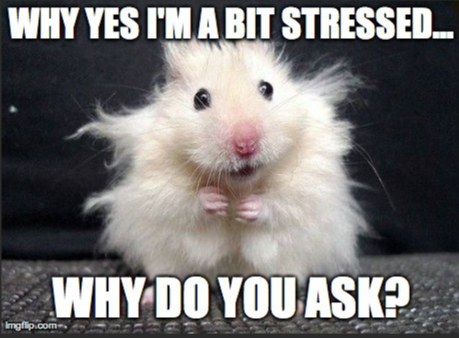 WHY YES I'M A BIT STRESSED...
WHY DO YOU ASK?
imgflip.com